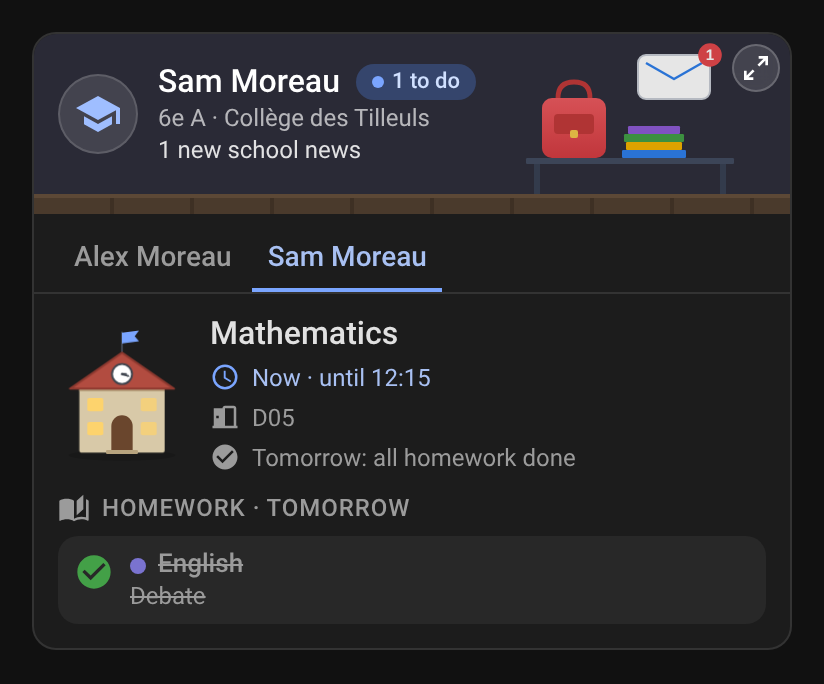 Sam Moreau
1 to do
1
6e A · Collège des Tilleuls
1 new school news
Alex Moreau
Sam Moreau
Mathematics
Now · until 12:15
D05
Tomorrow: all homework done
HOMEWORK · TOMORROW
English
Debate